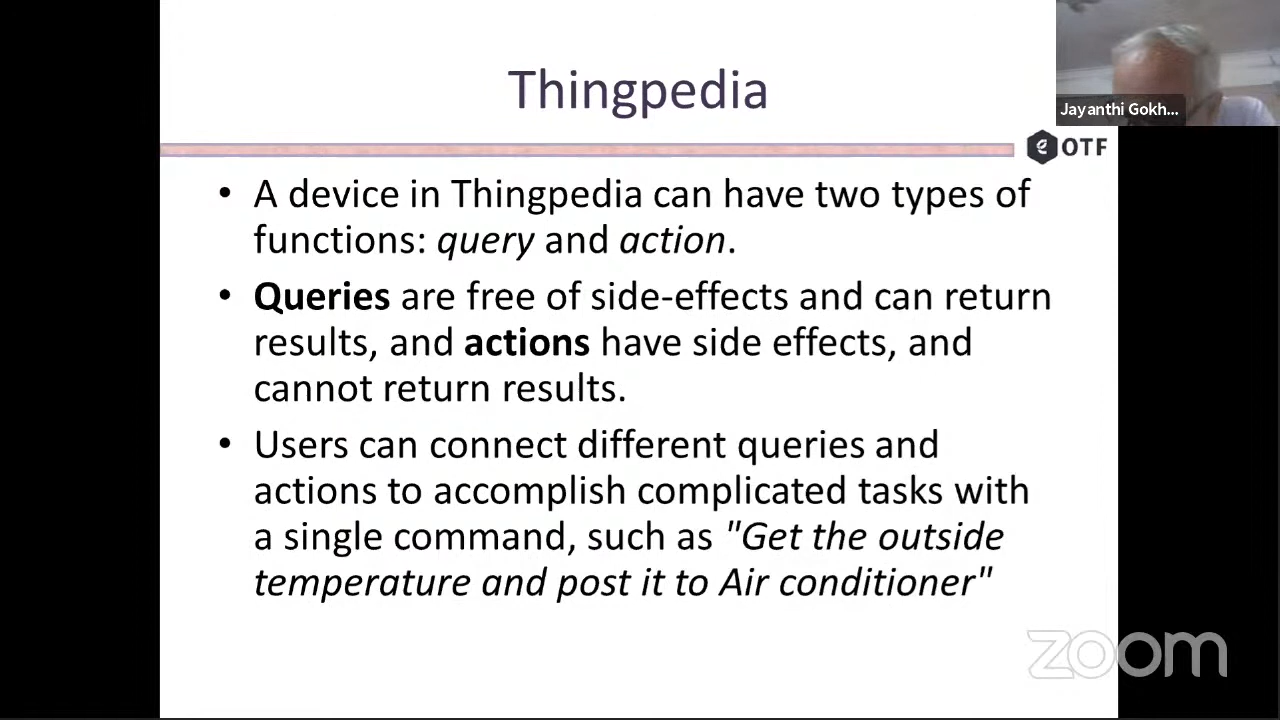 Thingpedia
Jayanthi Gokh...
OTF
• A device in Thingpedia can have two types of
functions: query and action.
• Queries are free of side-effects and can return
results, and actions have side effects, and
cannot return results.
• Users can connect different queries and
actions to accomplish complicated tasks with
a single command, such as "Get the outside
temperature and post it to Air conditioner"
zoom